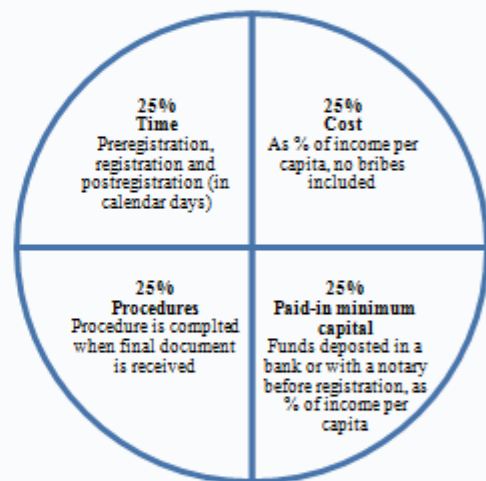 25%
Time
Preregistration,
registration and
postregistration (in
calendar days)
25%
Cost
As % of income per
capita, no bribes
included
25%
Procedures
Procedure is complted
when final document
is received
25%
Paid-in minimum
capital
Funds deposited in a
bank or with a notary
before registration, as
% of income per
capita